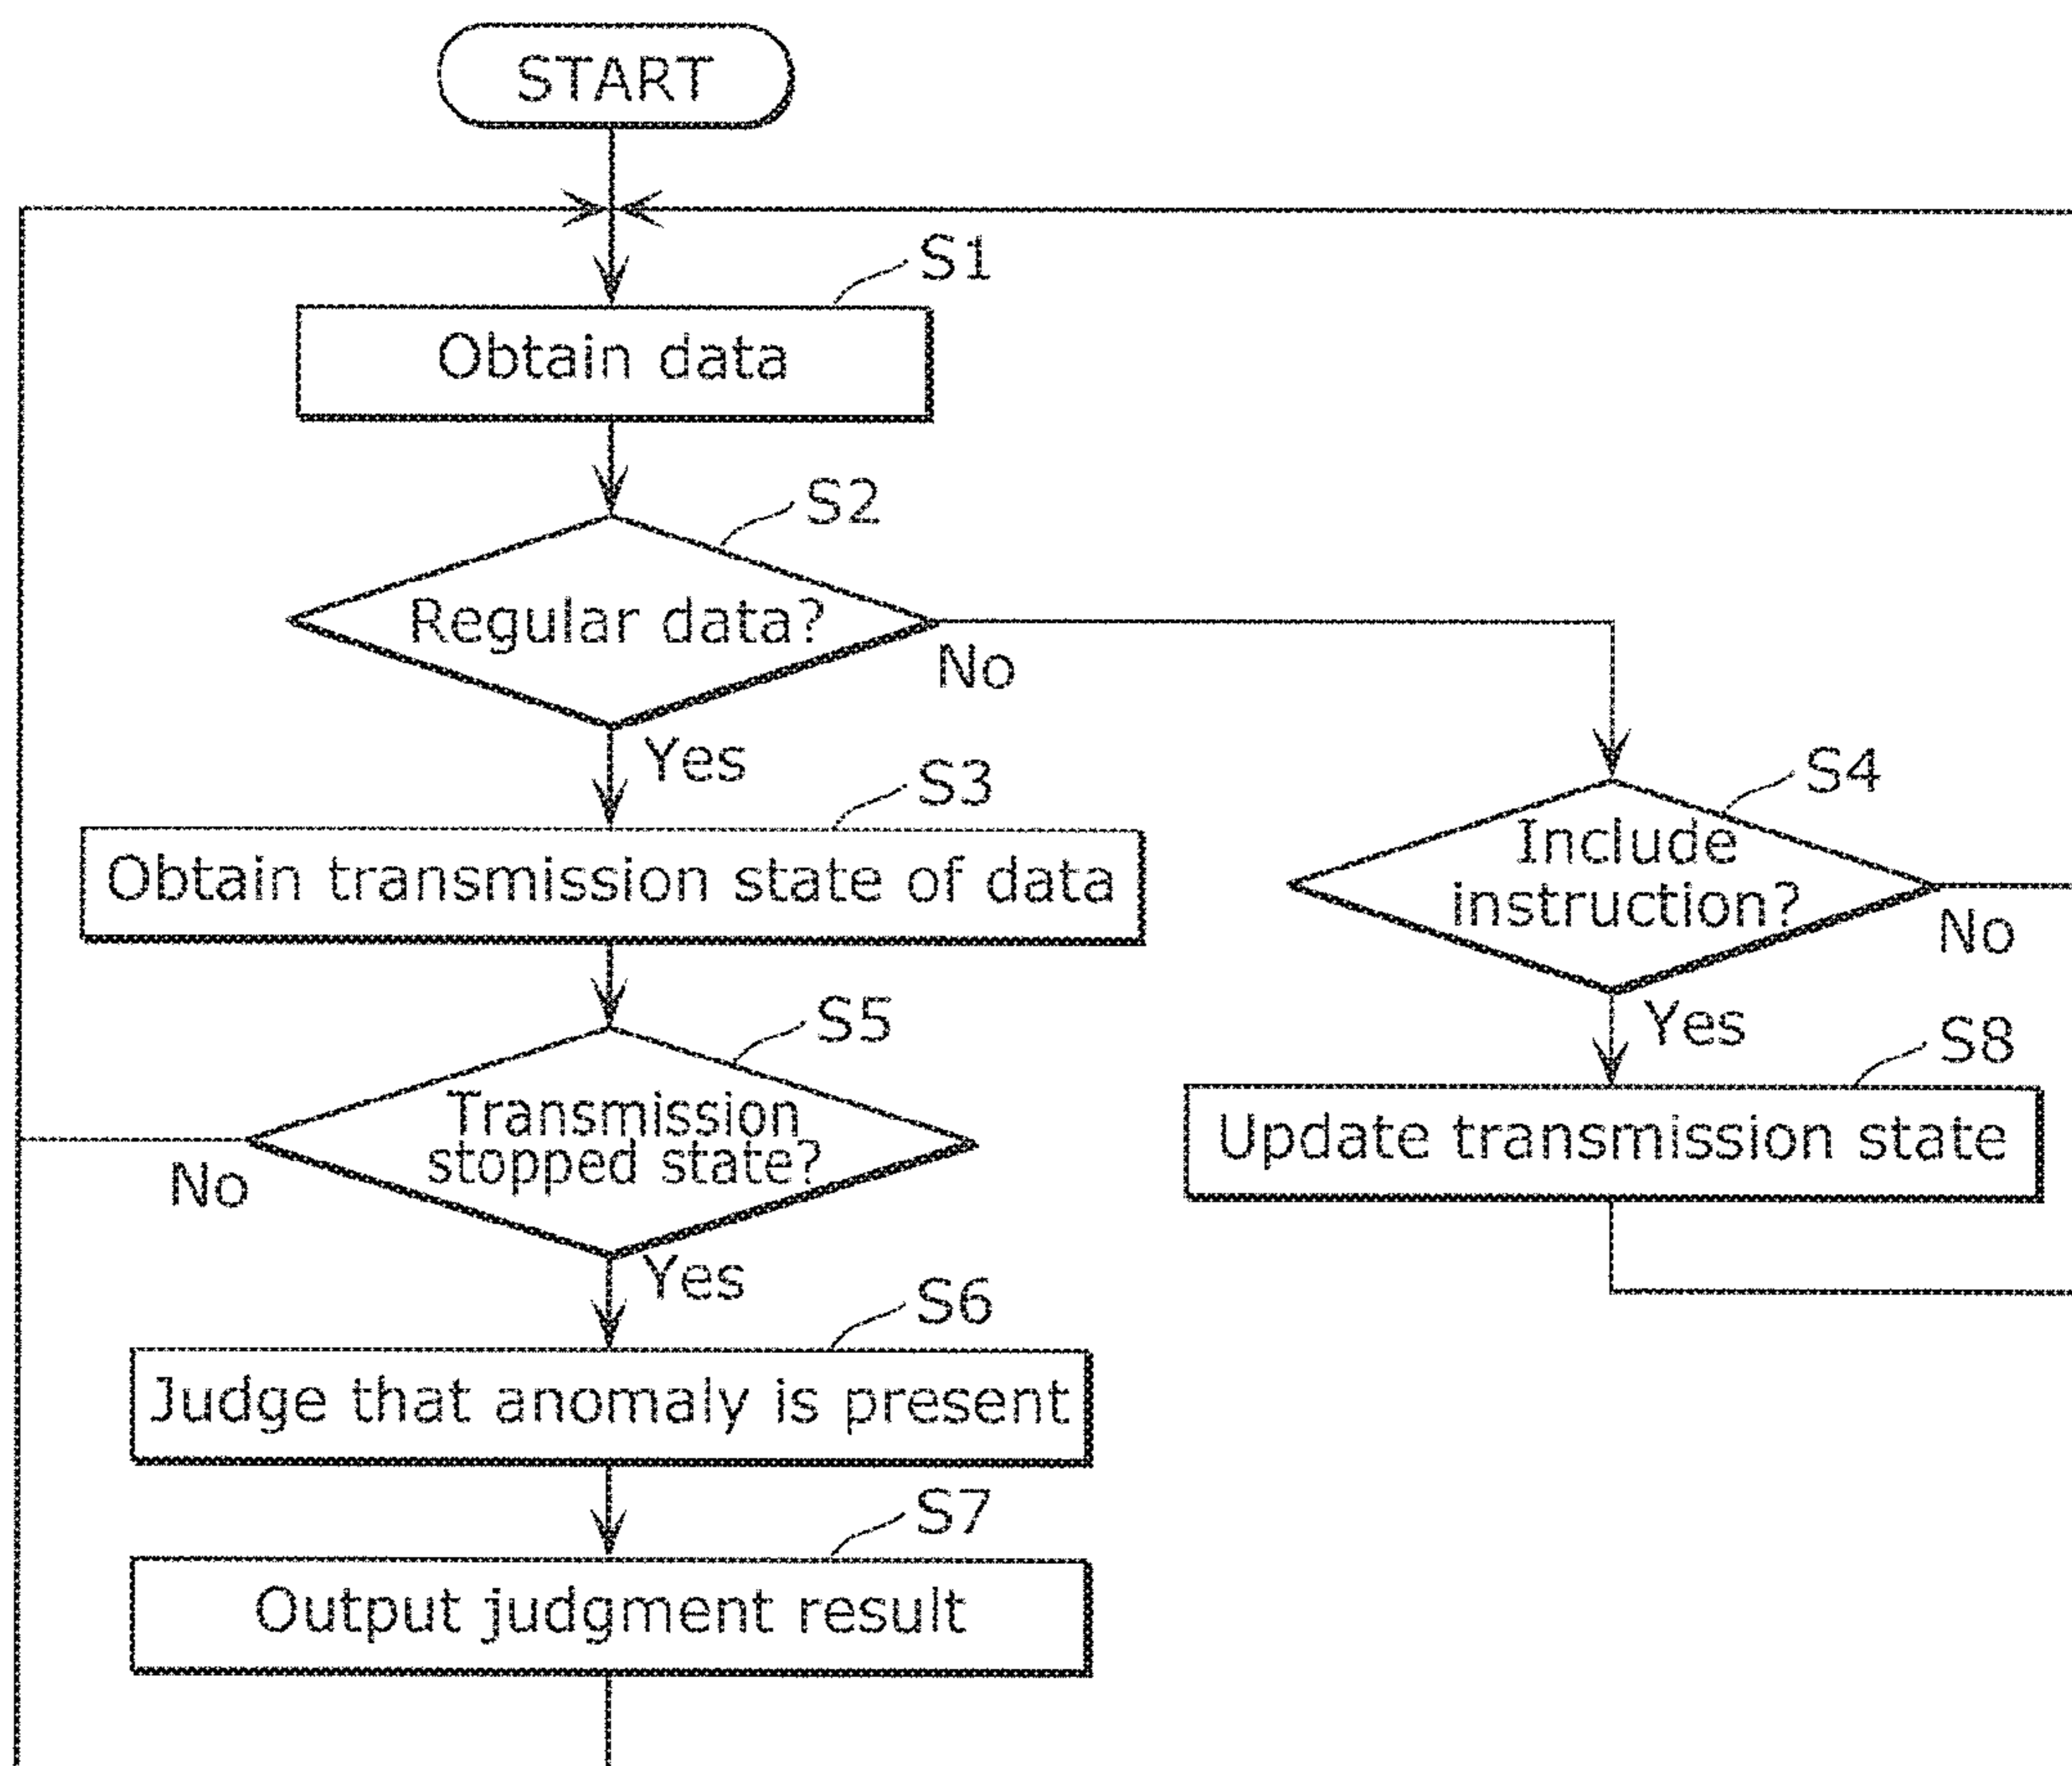 START
S1
Obtain data
S2
Regular data?
No
Yes
S3
Obtain transmission state of data
S4
Include
instruction?
No
Yes
S5
Transmission
stopped state?
No
Yes
S8
Update transmission state
S6
Judge that anomaly is present
S7
Output judgment result